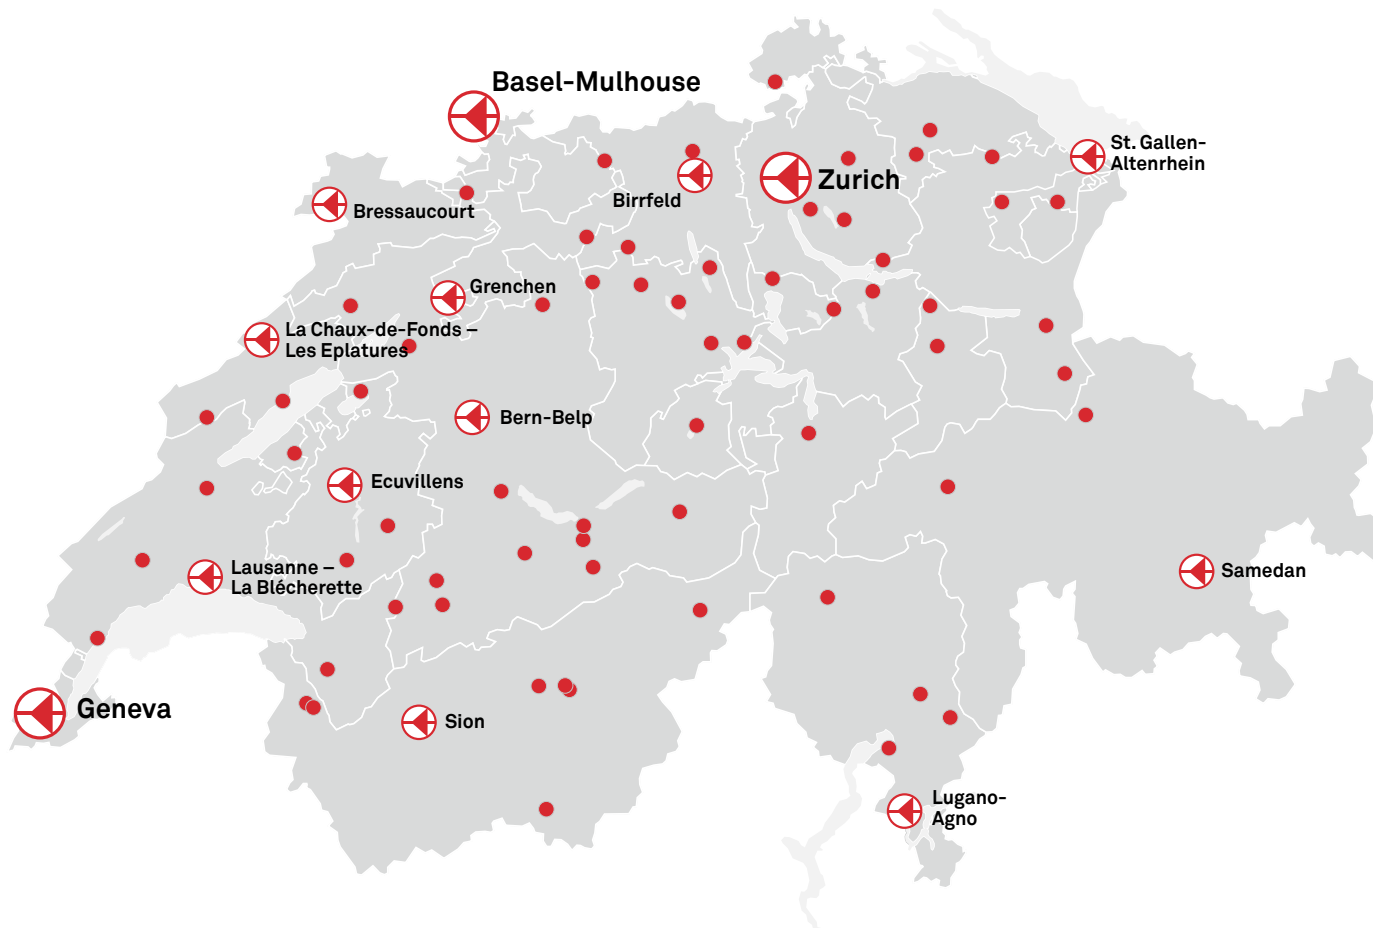 Basel-Mulhouse
St. Gallen-
Altenrhein
Zurich
Birrfeld
Bressaucourt
Grenchen
La Chaux-de-Fonds –
Les Eplatures
Bern-Belp
Ecuvillens
Lausanne –
La Blécherette
Samedan
Geneva
Sion
Lugano-
Agno